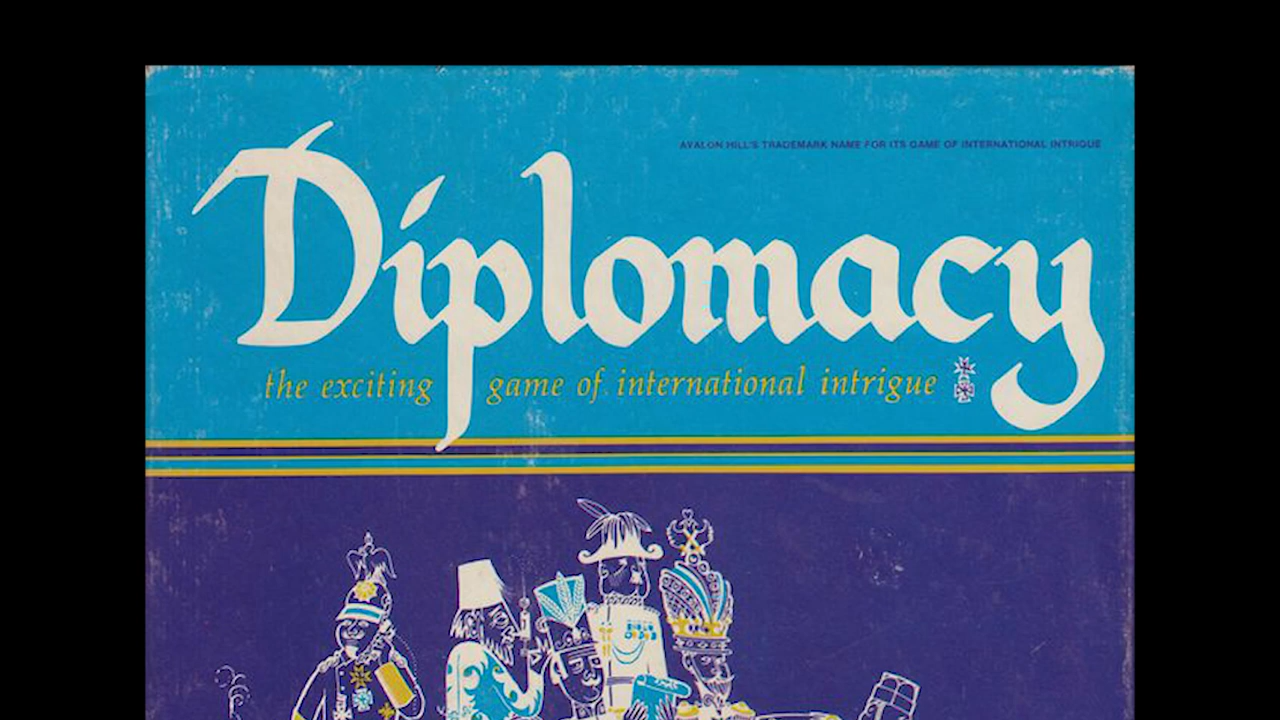 AVALON HILL'S TRADEMARK NAME FOR ITS GAME OF INTERNATIONAL INTRIGUE
Diplomacy
the exciting game of international intrigue